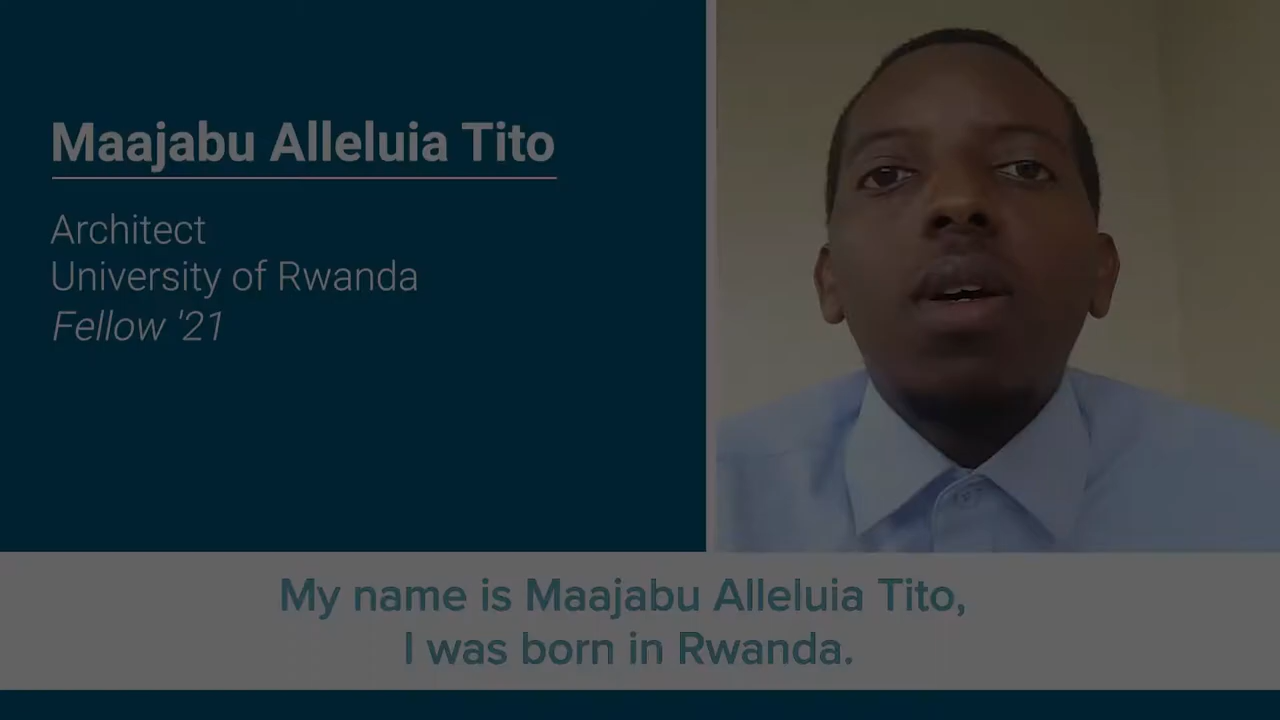 Maajabu Alleluia Tito
Architect
University of Rwanda
Fellow '21
My name is Maajabu Alleluia Tito,
I was born in Rwanda.